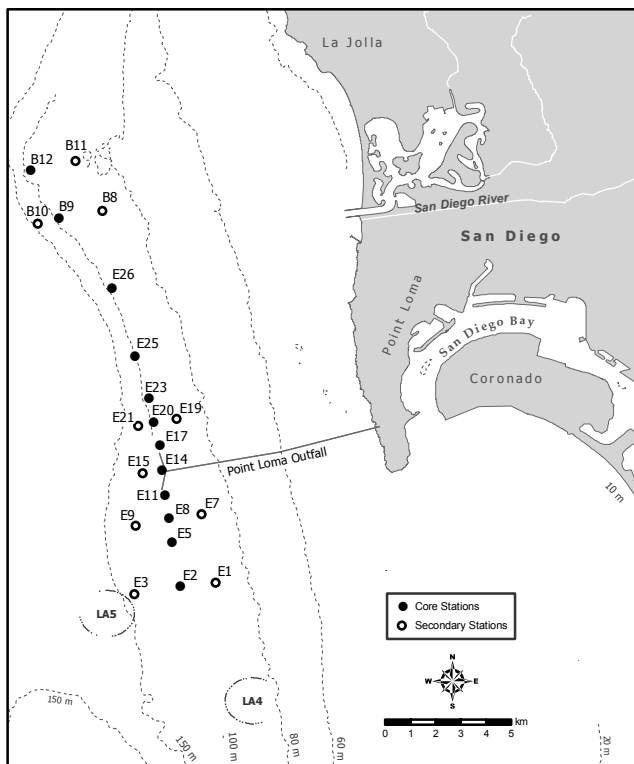 La Jolla
B11
B12
B8
B10
B9
San Diego River
San Diego
E26
Point Loma
San Diego Bay
E25
Coronado
E23
E20
E19
E21
E17
E15
E14
Point Loma Outfall
E11
E8
E7
E9
E5
E3
E2
E1
LA5
Core Stations
Secondary Stations
N
W
E
S
LA4
10 m
150 m
150 m
100 m
80 m
60 m
20 m
0
1
2
3
4
5
km